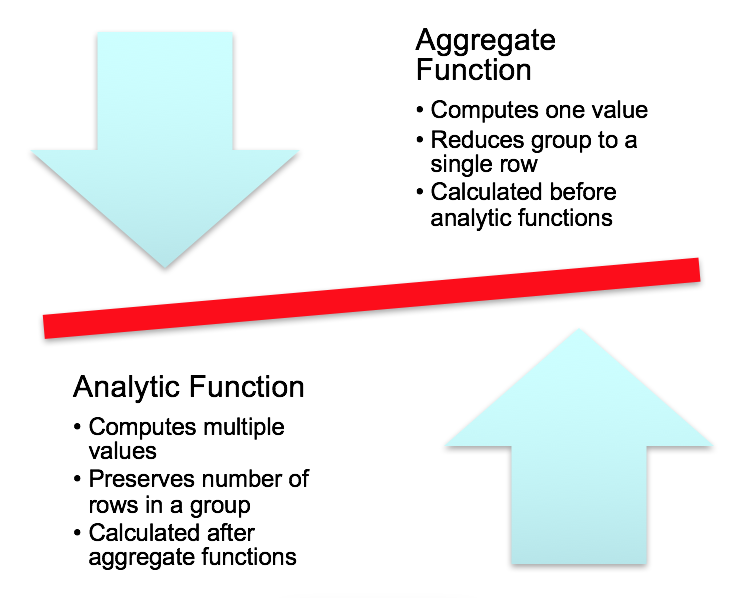 Aggregate
Function
• Computes one value
• Reduces group to a
single row
• Calculated before
analytic functions
Analytic Function
• Computes multiple
values
• Preserves number of
rows in a group
• Calculated after
aggregate functions